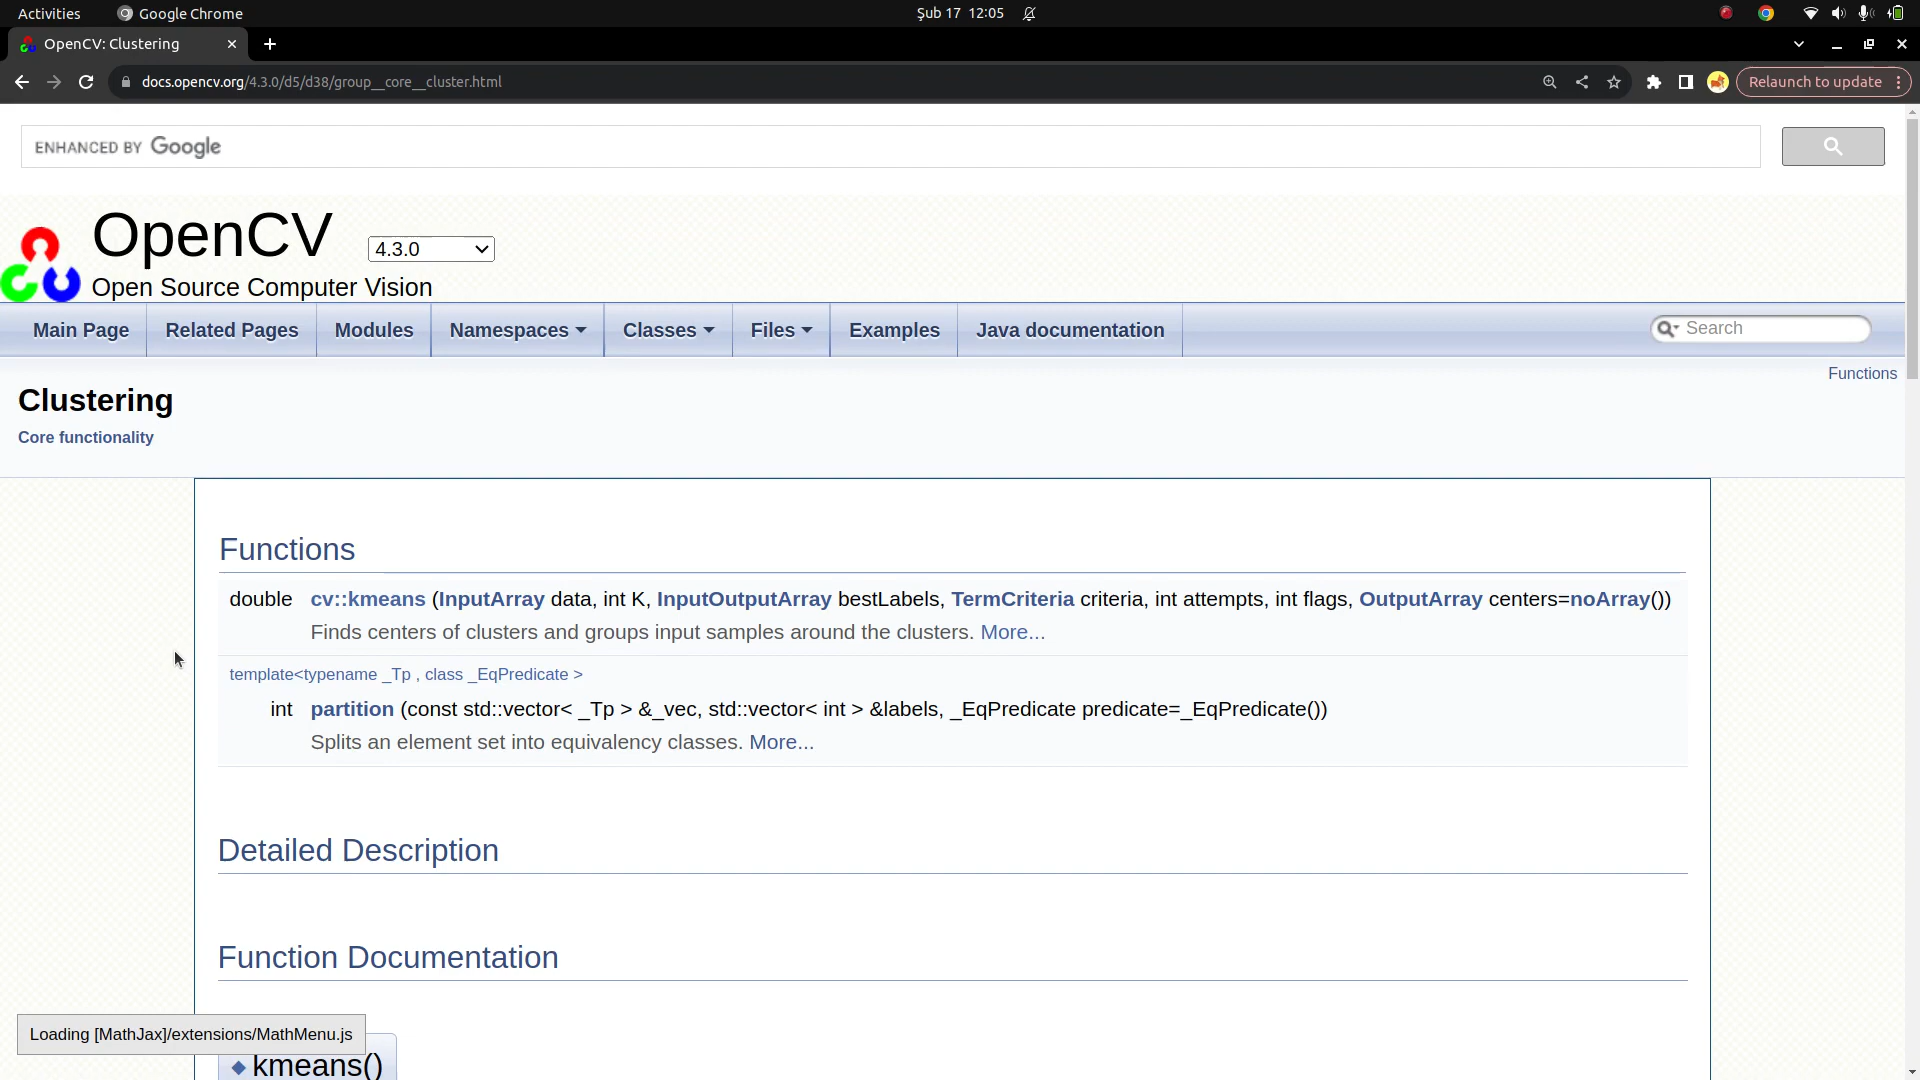 Activities
Google Chrome
Şub 17 12:05
OpenCV: Clustering
docs.opencv.org/4.3.0/d5/d38/group__core__cluster.html
Relaunch to update
ENHANCED BY Google
OpenCV
4.3.0
Open Source Computer Vision
Main Page
Related Pages
Modules
Namespaces
Classes
Files
Examples
Java documentation
Search
Functions
Clustering
Core functionality
Functions
double cv::kmeans (InputArray data, int K, InputOutputArray bestLabels, TermCriteria criteria, int attempts, int flags, OutputArray centers=noArray())
Finds centers of clusters and groups input samples around the clusters. More...
template<typename _Tp , class _EqPredicate >
int partition (const std::vector< _Tp > &_vec, std::vector< int > &labels, _EqPredicate predicate=_EqPredicate())
Splits an element set into equivalency classes. More...
Detailed Description
Function Documentation
Loading [MathJax]/extensions/MathMenu.js
◆ kmeans()